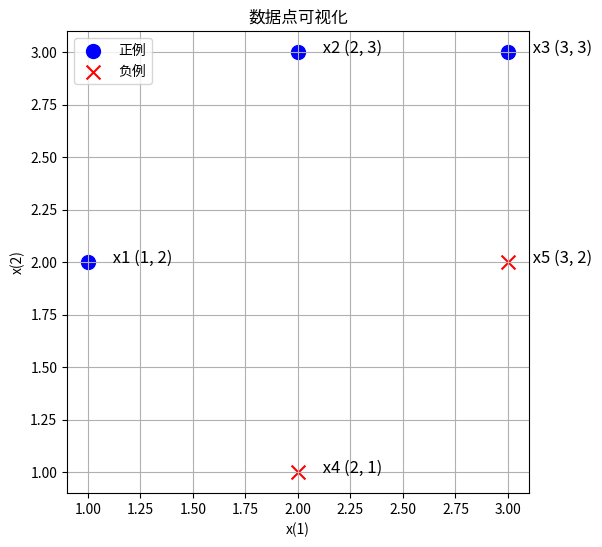 数据点可视化
正例
负例
x2 (2, 3)
x3 (3, 3)
x1 (1, 2)
x5 (3, 2)
x4 (2, 1)
3.00
2.75
2.50
2.25
2.00
1.75
1.50
1.25
1.00
x(2)
1.00 1.25 1.50 1.75 2.00 2.25 2.50 2.75 3.00
x(1)